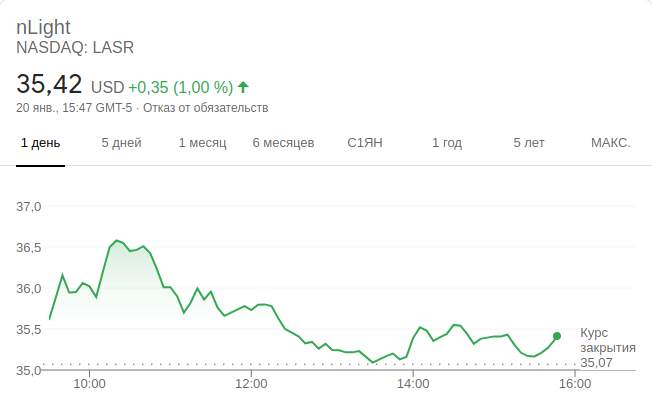 nLight
NASDAQ: LASR
35,42 USD +0,35 (1,00 %)
20 янв., 15:47 GMT-5 · Отказ от обязательств
1 день 5 дней 1 месяц 6 месяцев С1ЯН 1 год 5 лет МАКС.
37,0
36,5
36,0
35,5
35,0
Курс
закрытия
35,07
10:00 12:00 14:00 16:00